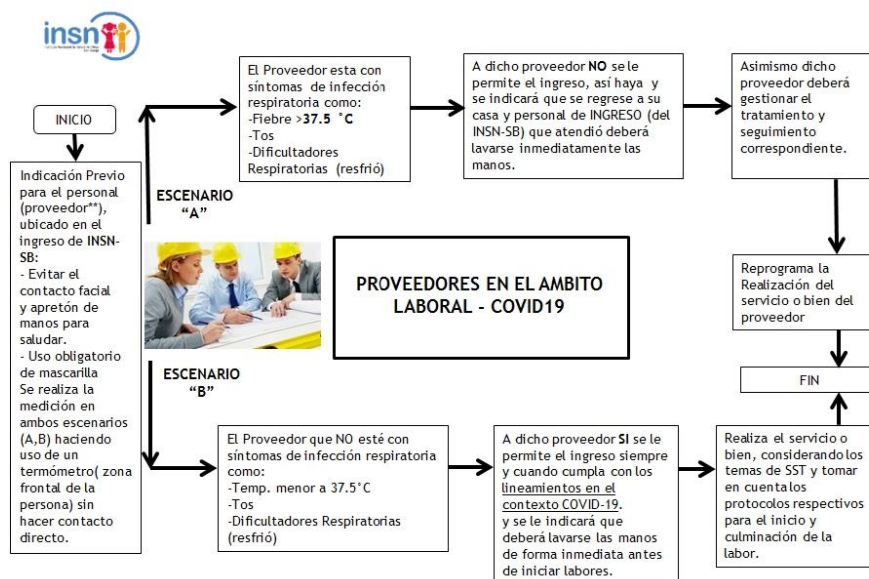 insn
INICIO
Indicación Previo
para el personal
(proveedor**),
ubicado en el
ingreso de INSN-
SB:
- Evitar el
contacto facial
y apretón de
manos para
saludar.
- Uso obligatorio
de mascarilla
Se realiza la
medición en
ambos escenarios
(A,B) haciendo
uso de un
termómetro( zona
frontal de la
persona) sin
hacer contacto
directo.
ESCENARIO
“A”
El Proveedor esta con
síntomas de infección
respiratoria como:
-Fiebre >37.5 ˚C
-Tos
-Dificultadores
Respiratorias (resfrió)
A dicho proveedor NO se le
permite el ingreso, así haya y
se indicará que se regrese a su
casa y personal de INGRESO (del
INSN-SB) que atendió deberá
lavarse inmediatamente las
manos.
Asimismo dicho
proveedor deberá
gestionar el
tratamiento y
seguimiento
correspondiente.
PROVEEDORES EN EL AMBITO
LABORAL - COVID19
Reprograma la
Realización del
servicio o bien del
proveedor
FIN
ESCENARIO
“B”
El Proveedor que NO esté con
síntomas de infección respiratoria
como:
-Temp. menor a 37.5˚C
-Tos
-Dificultadores Respiratorias
(resfrió)
A dicho proveedor SI se le
permite el ingreso siempre
y cuando cumpla con los
lineamientos en el
contexto COVID-19.
y se le indicará que
deberá lavarse las manos
de forma inmediata antes
de iniciar labores.
Realiza el servicio o
bien, considerando los
temas de SST y tomar
en cuenta los
protocolos respectivos
para el inicio y
culminación de la
labor.